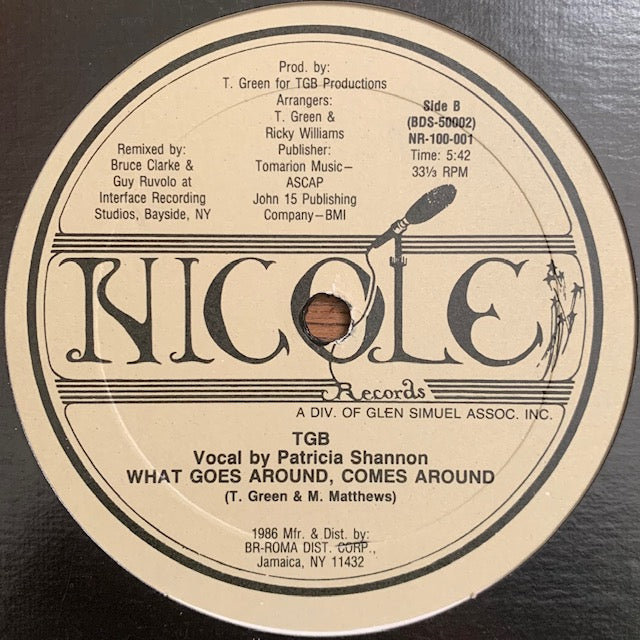 Prod. by:
T. Green for TGB Productions
Arrangers:
T. Green &
Ricky Williams
Publisher:
Tomarion Music—
ASCAP
John 15 Publishing
Company—BMI
Remixed by:
Bruce Clarke &
Guy Ruvolo at
Interface Recording
Studios, Bayside, NY
Side B
(BDS-50002)
NR-100-001
Time: 5:42
33⅓ RPM
NICOLE
Records
A DIV. OF GLEN SIMUEL ASSOC. INC.
TGB
Vocal by Patricia Shannon
WHAT GOES AROUND, COMES AROUND
(T. Green & M. Matthews)
1986 Mfr. & Dist. by:
BR-ROMA DIST. CORP.,
Jamaica, NY 11432